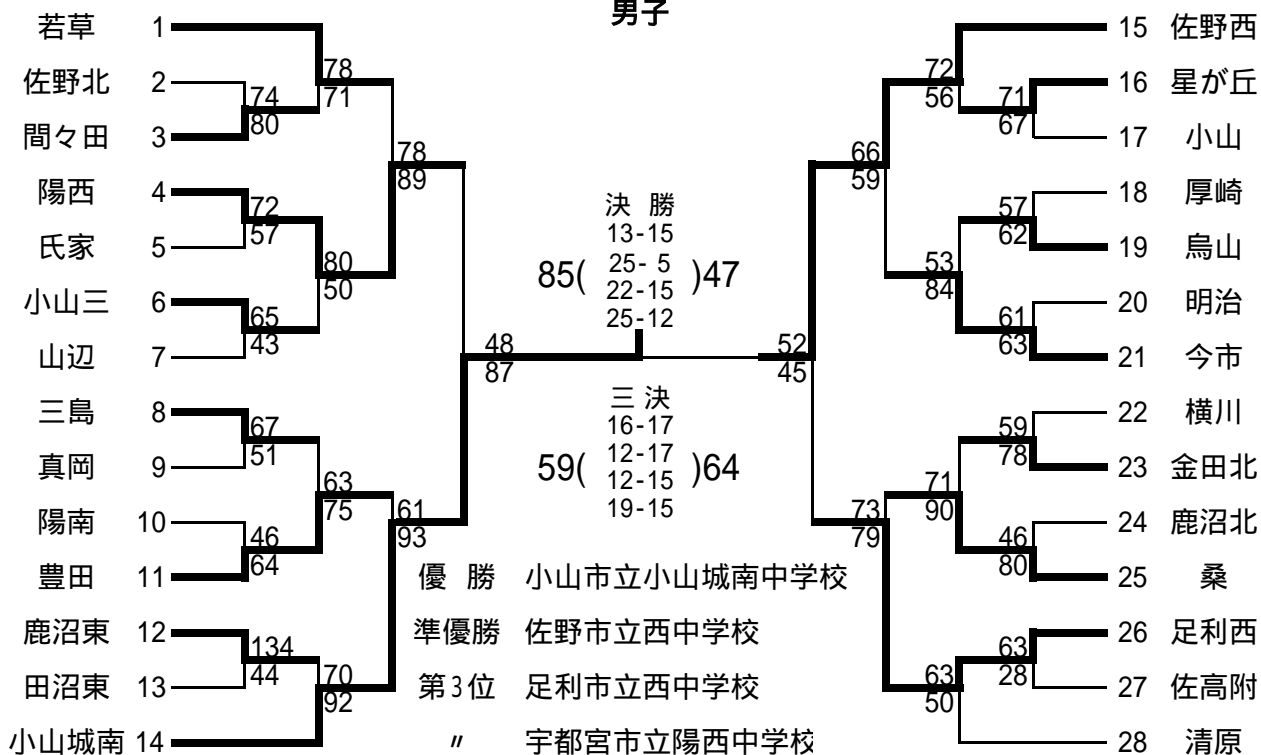 男子
若草 1
佐野北 2
間々田 3
陽西 4
氏家 5
小山三 6
山辺 7
三島 8
真岡 9
陽南 10
豊田 11
鹿沼東 12
田沼東 13
小山城南 14
74
80
72
57
65
43
67
51
46
64
134
44
78
71
80
50
63
75
70
92
78
89
61
93
48
87
決 勝
13-15
25- 5
85( )47
22-15
25-12
三 決
16-17
12-17
59( )64
12-15
19-15
優 勝 小山市立小山城南中学校
準優勝 佐野市立西中学校
第3位 足利市立西中学校
〃 宇都宮市立陽西中学校
52
45
66
59
73
79
72
56
53
84
71
90
63
50
71
67
57
62
61
63
59
78
46
80
63
28
15 佐野西
16 星が丘
17 小山
18 厚崎
19 烏山
20 明治
21 今市
22 横川
23 金田北
24 鹿沼北
25 桑
26 足利西
27 佐高附
28 清原